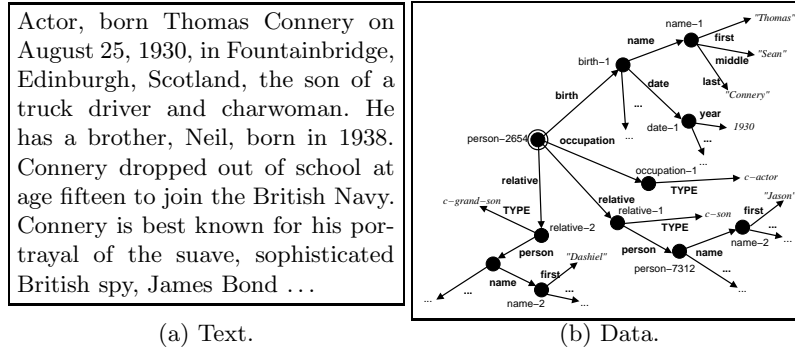 Actor, born Thomas Connery on
August 25, 1930, in Fountainbridge,
Edinburgh, Scotland, the son of a
truck driver and charwoman. He
has a brother, Neil, born in 1938.
Connery dropped out of school at
age fifteen to join the British Navy.
Connery is best known for his por-
trayal of the suave, sophisticated
British spy, James Bond ...
(a) Text.
name-1
"Thomas"
name
first
"Sean"
middle
birth-1
last
"Connery"
date
birth
...
year
1930
date-1
...
...
...
person-2654
occupation
occupation-1
c-actor
TYPE
relative
relative
"Jason"
c-grand-son
TYPE
relative-1
c-son
first
TYPE
relative-2
...
...
name-2
person
person
name
"Dashiel"
person-7312
...
first
name
...
...
...
name-2
...
...
(b) Data.